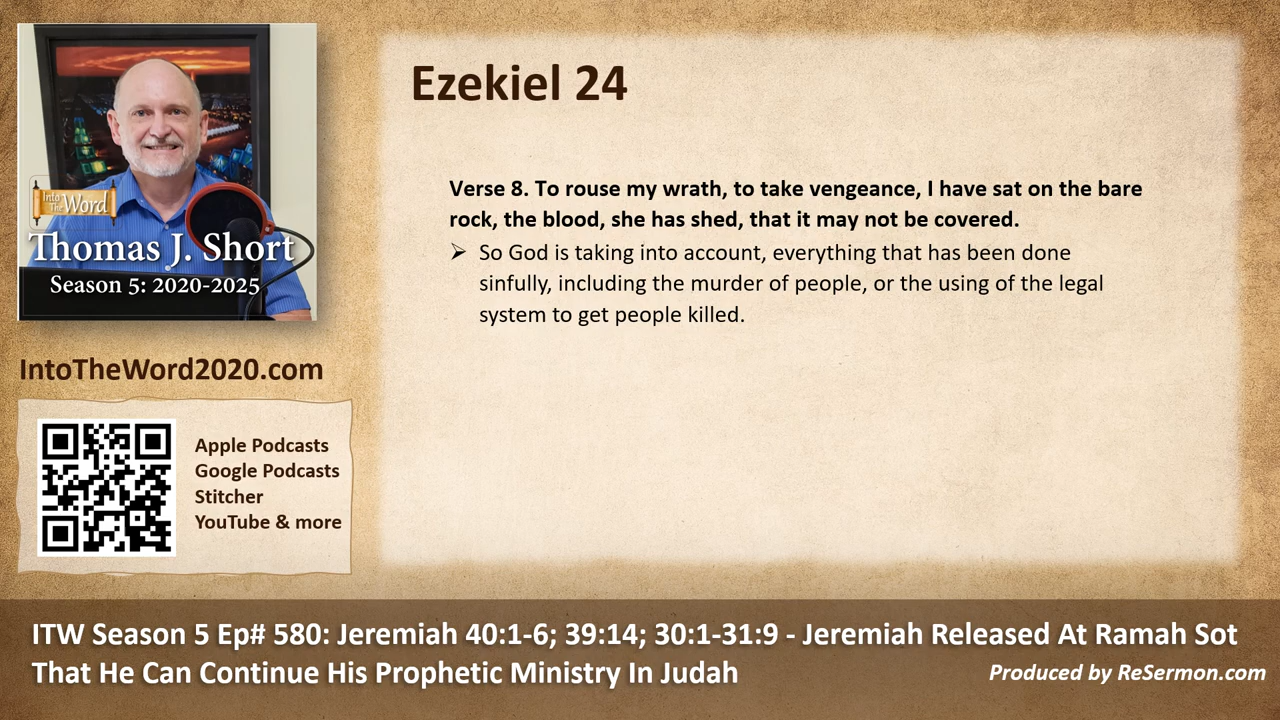 Into
The Word
Thomas J. Short
Season 5: 2020-2025
IntoTheWord2020.com
Apple Podcasts
Google Podcasts
Stitcher
YouTube & more
Ezekiel 24
Verse 8. To rouse my wrath, to take vengeance, I have sat on the bare
rock, the blood, she has shed, that it may not be covered.
➢ So God is taking into account, everything that has been done
sinfully, including the murder of people, or the using of the legal
system to get people killed.
ITW Season 5 Ep# 580: Jeremiah 40:1-6; 39:14; 30:1-31:9 - Jeremiah Released At Ramah Sot
That He Can Continue His Prophetic Ministry In Judah
Produced by ReSermon.com